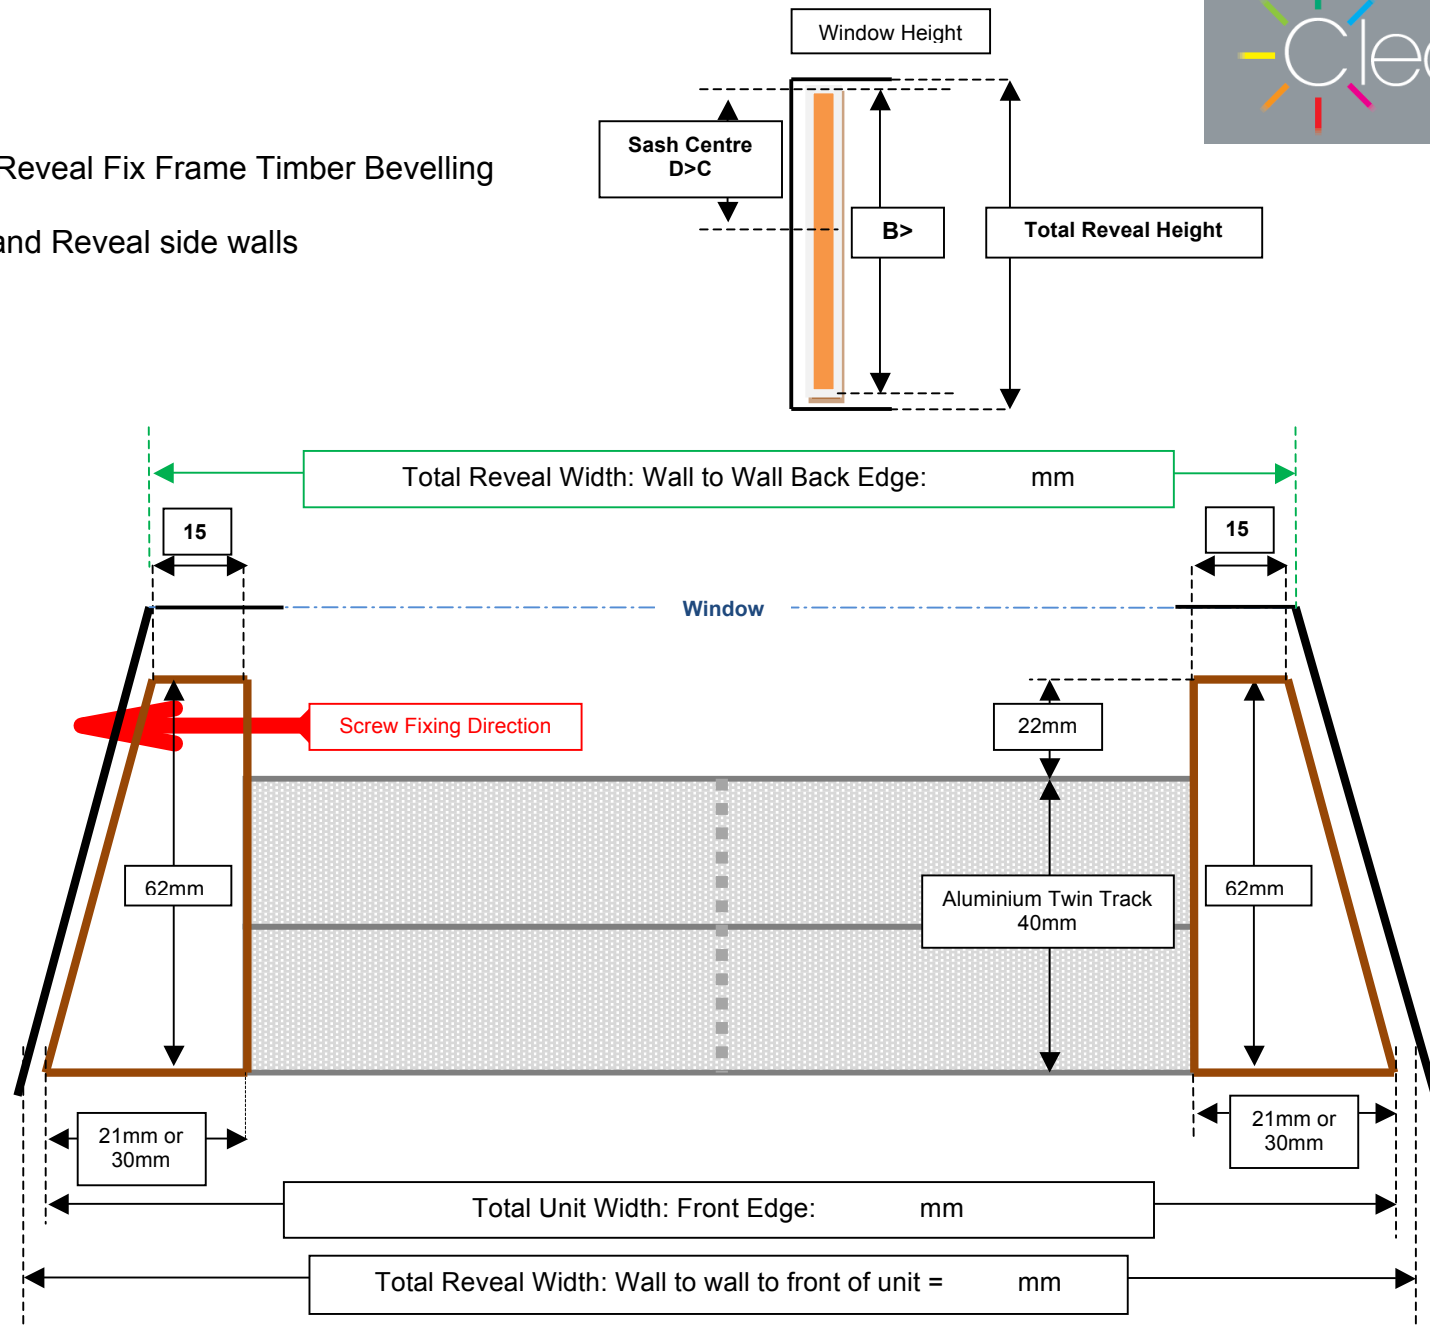 Window Height
Clea
Reveal Fix Frame Timber Bevelling
and Reveal side walls
Sash Centre
D>C
B>
Total Reveal Height
Total Reveal Width: Wall to Wall Back Edge: mm
15
15
Window
Screw Fixing Direction
22mm
62mm
Aluminium Twin Track
40mm
62mm
21mm or
30mm
21mm or
30mm
Total Unit Width: Front Edge: mm
Total Reveal Width: Wall to wall to front of unit = mm